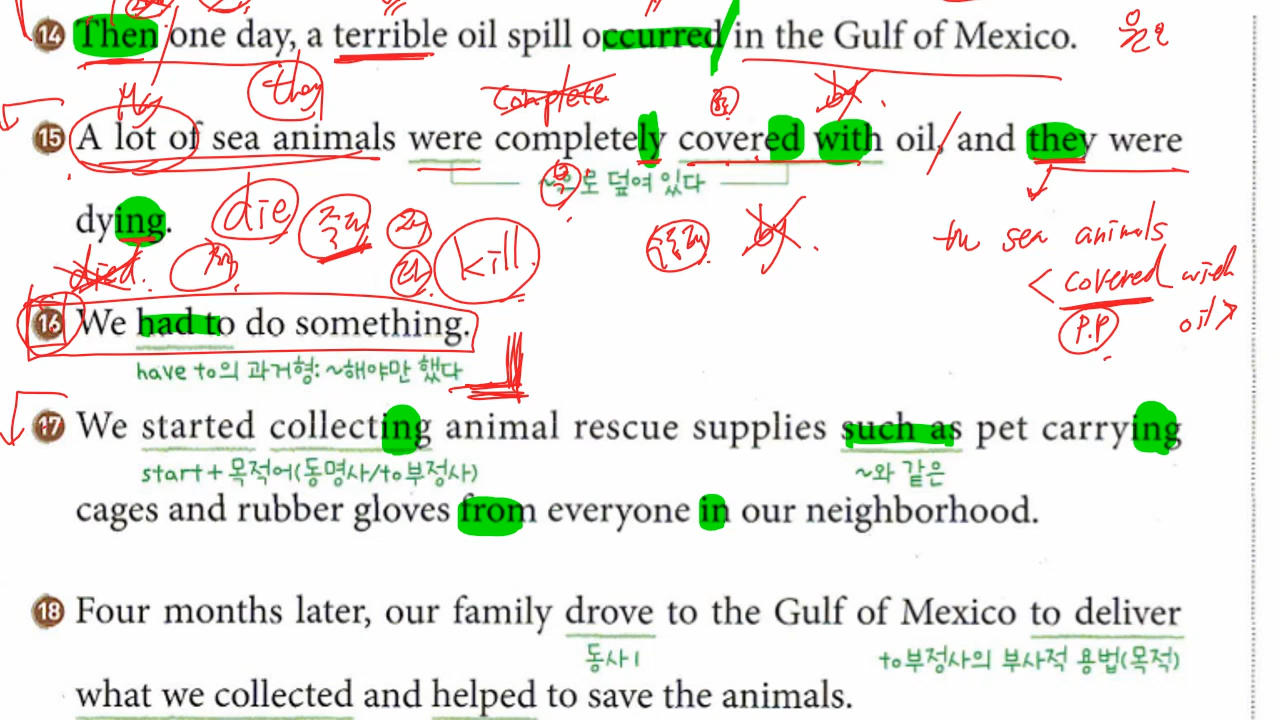 14 Then one day, a terrible oil spill occurred in the Gulf of Mexico.
they
complete
by
15 A lot of sea animals were completely covered with oil, and they were
~으로 덮여 있다
dying.
die
kill
by
the sea animals
died.
< covered with
oil>
P.P
16 We had to do something.
have to의 과거형: ~해야만 했다
17 We started collecting animal rescue supplies such as pet carrying
start + 목적어(동명사/to부정사)
~와 같은
cages and rubber gloves from everyone in our neighborhood.
18 Four months later, our family drove to the Gulf of Mexico to deliver
동사1
to부정사의 부사적 용법(목적)
what we collected and helped to save the animals.